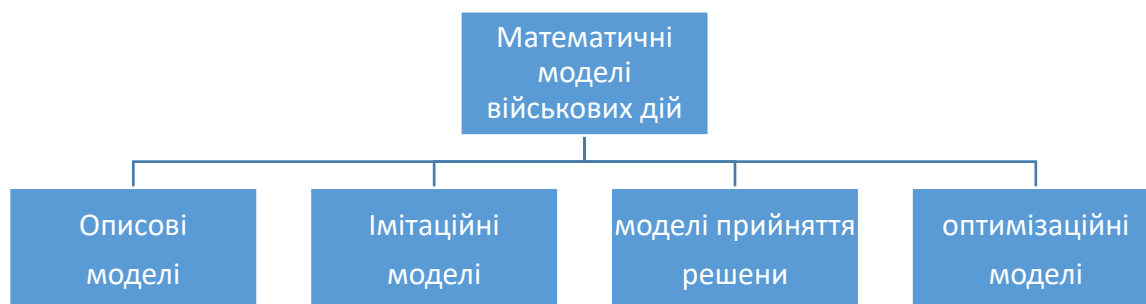 Математичні
моделі
військових дій
Описові
моделі
Імітаційні
моделі
моделі прийняття
решени
оптимізаційні
моделі